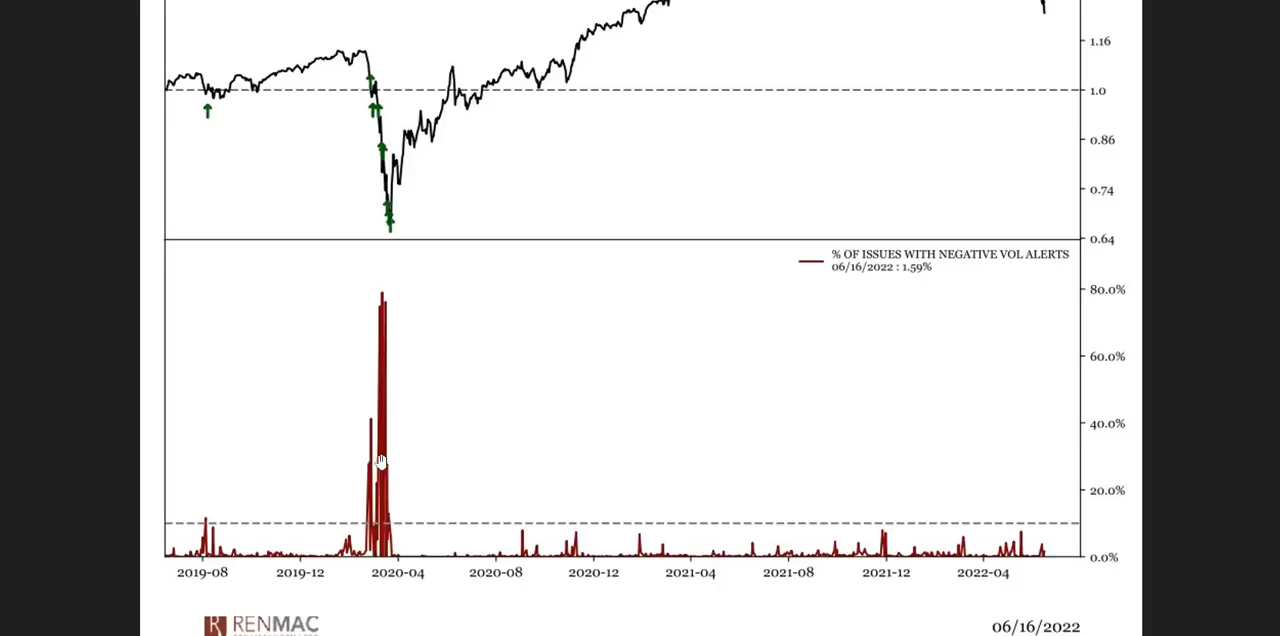 1.16
1.0
0.86
0.74
0.64
% OF ISSUES WITH NEGATIVE VOL ALERTS
06/16/2022 : 1.59%
80.0%
60.0%
40.0%
20.0%
0.0%
2019-08 2019-12 2020-04 2020-08 2020-12 2021-04 2021-08 2021-12 2022-04
R RENMAC
06/16/2022